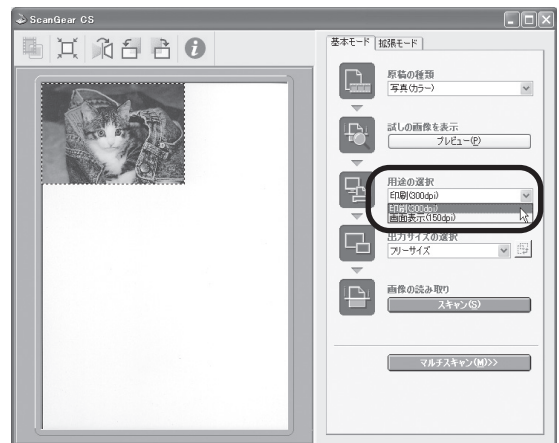 ScanGear CS
基本モード 拡張モード
原稿の種類
写真(カラー)
試しの画像を表示
プレビュー(P)
用途の選択
印刷(300dpi)
印刷(300dpi)
画面表示(150dpi)
出力サイズの選択
フリーサイズ
画像の読み取り
スキャン(S)
マルチスキャン(M)>>